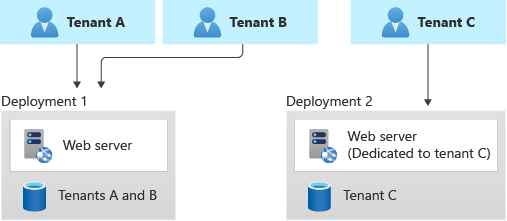 Tenant A
Tenant B
Tenant C
Deployment 1
Web server
Tenants A and B
Deployment 2
Web server
(Dedicated to tenant C)
Tenant C